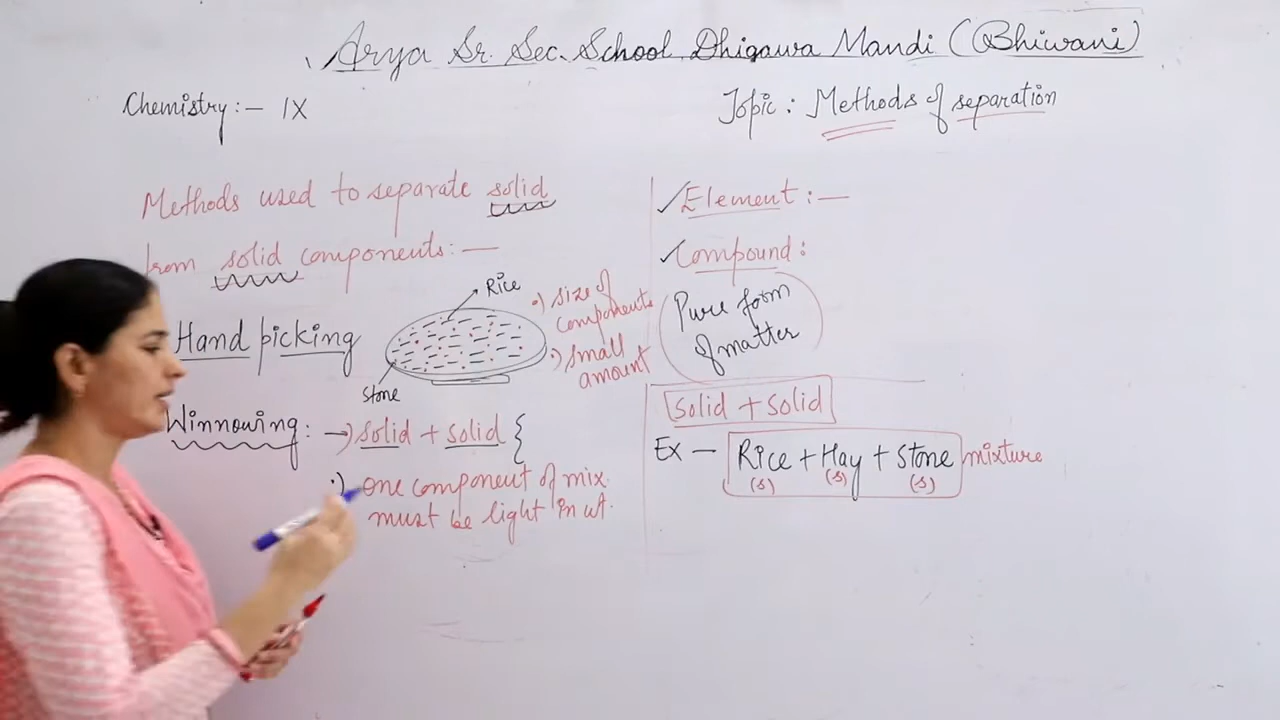 Arya Sr. Sec. School Dhigawa Mandi (Bhiwani)
Chemistry :- IX
Topic : Methods of separation
Methods used to separate solid
from solid components: -
Hand picking
Rice
Stone
•) Size of
components
•) small
amount
Winnowing: → solid + solid {
•) one component of mix.
must be light in wt.
✓ Element : -
✓ Compound :
Pure form
of matter
Solid + Solid
Ex - Rice + Hay + Stone mixture
(s) (s) (s)